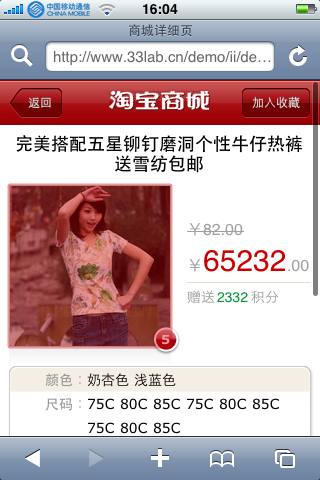 中国移动通信
CHINA MOBILE
16:04
商城详细页
http://www.33lab.cn/demo/ii/de...
返回
淘宝商城
加入收藏
完美搭配五星铆钉磨洞个性牛仔热裤
送雪纺包邮
￥82.00
￥65232.00
赠送 2332 积分
5
颜色： 奶杏色 浅蓝色
尺码： 75C 80C 85C 75C 80C 85C
75C 80C 85C